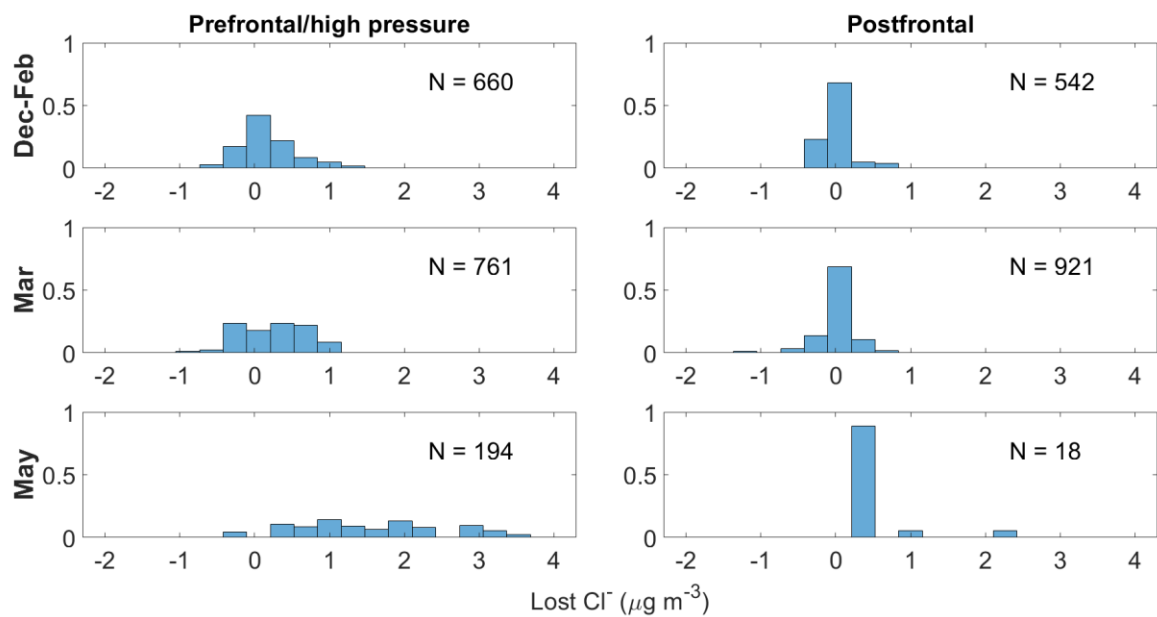 Prefrontal/high pressure
Postfrontal
Dec-Feb
1
0.5
0
N = 660
-2 -1 0 1 2 3 4
1
0.5
0
N = 542
-2 -1 0 1 2 3 4
Mar
1
0.5
0
N = 761
-2 -1 0 1 2 3 4
1
0.5
0
N = 921
-2 -1 0 1 2 3 4
May
1
0.5
0
N = 194
-2 -1 0 1 2 3 4
1
0.5
0
N = 18
-2 -1 0 1 2 3 4
Lost Cl⁻ (μg m⁻³)